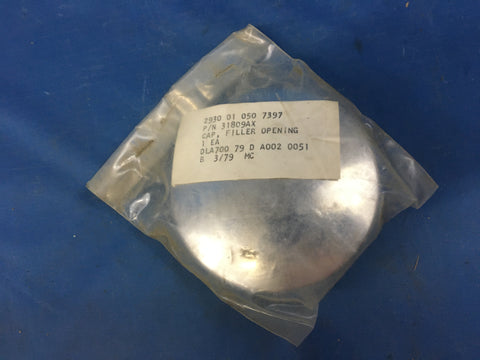 2930 01 050 7397
P/N 31809AX
CAP, FILLER OPENING
1 EA
DLA700 79 D A002 0051
B 3/79 MG